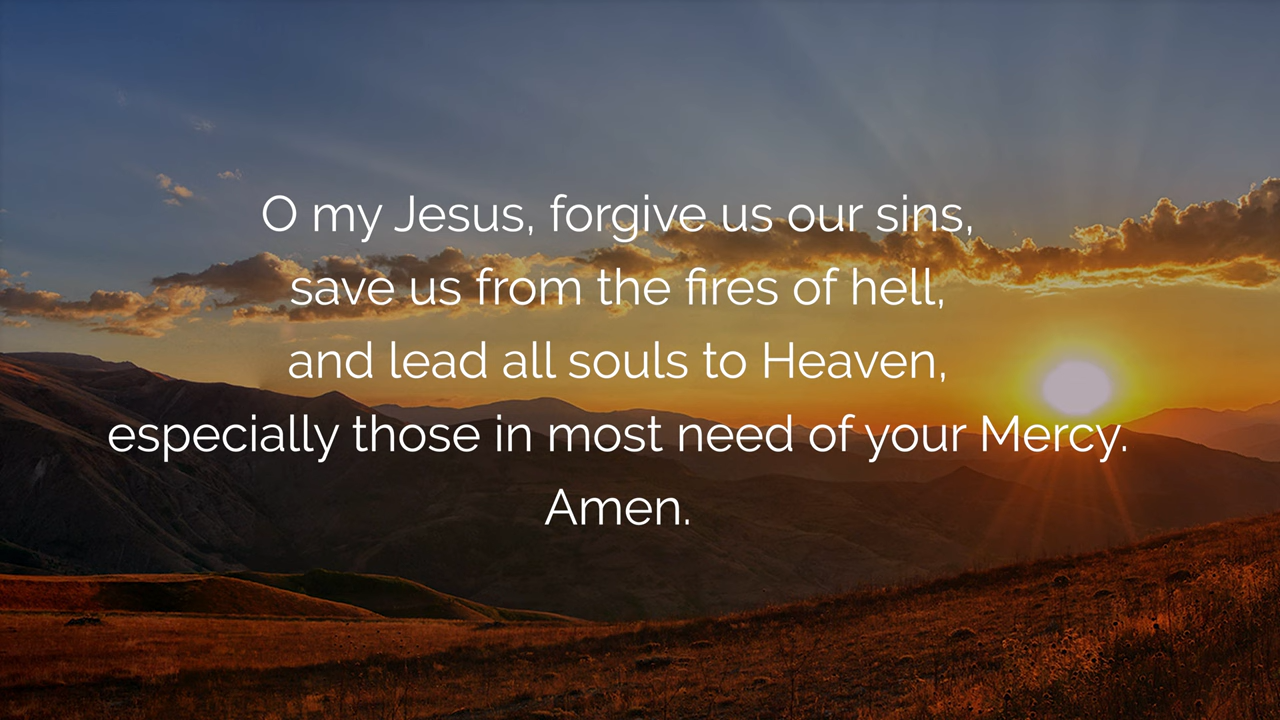 O my Jesus, forgive us our sins,
save us from the fires of hell,
and lead all souls to Heaven,
especially those in most need of your Mercy.
Amen.